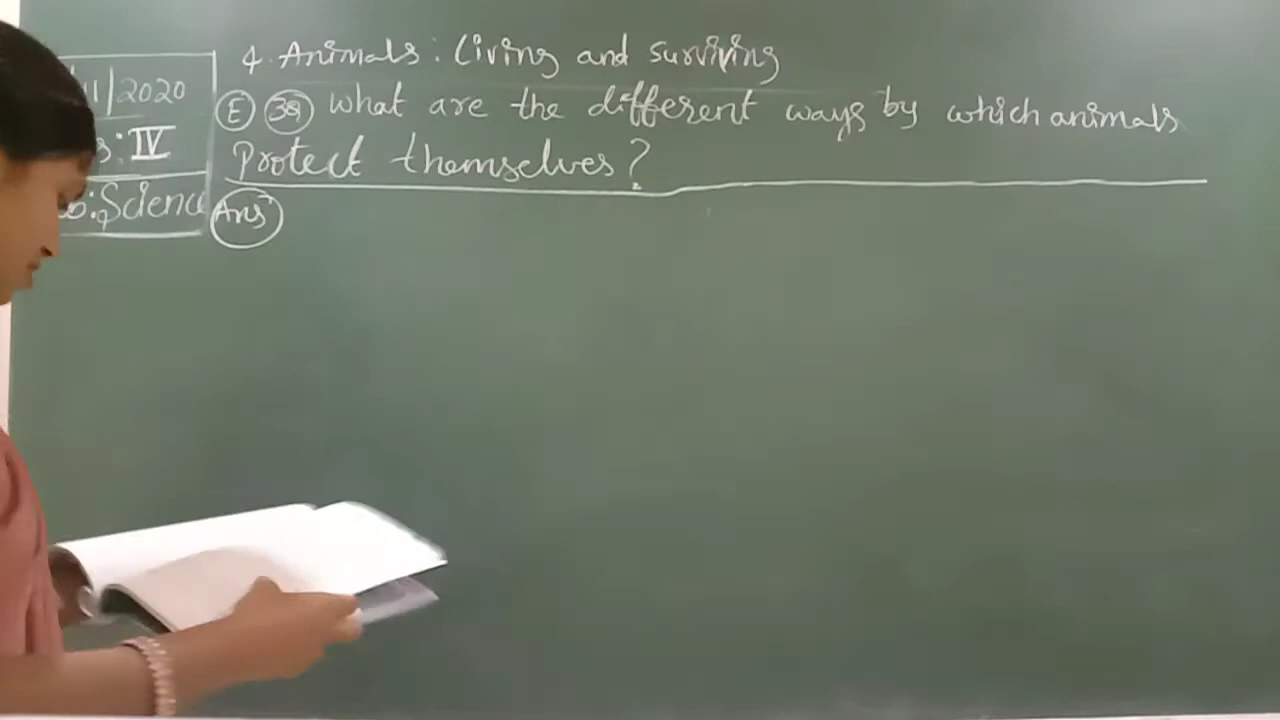 4. Animals: Living and surviving
11/2020
E 3Q What are the different ways by which animals
IV
Protect themselves?
Science
Ans